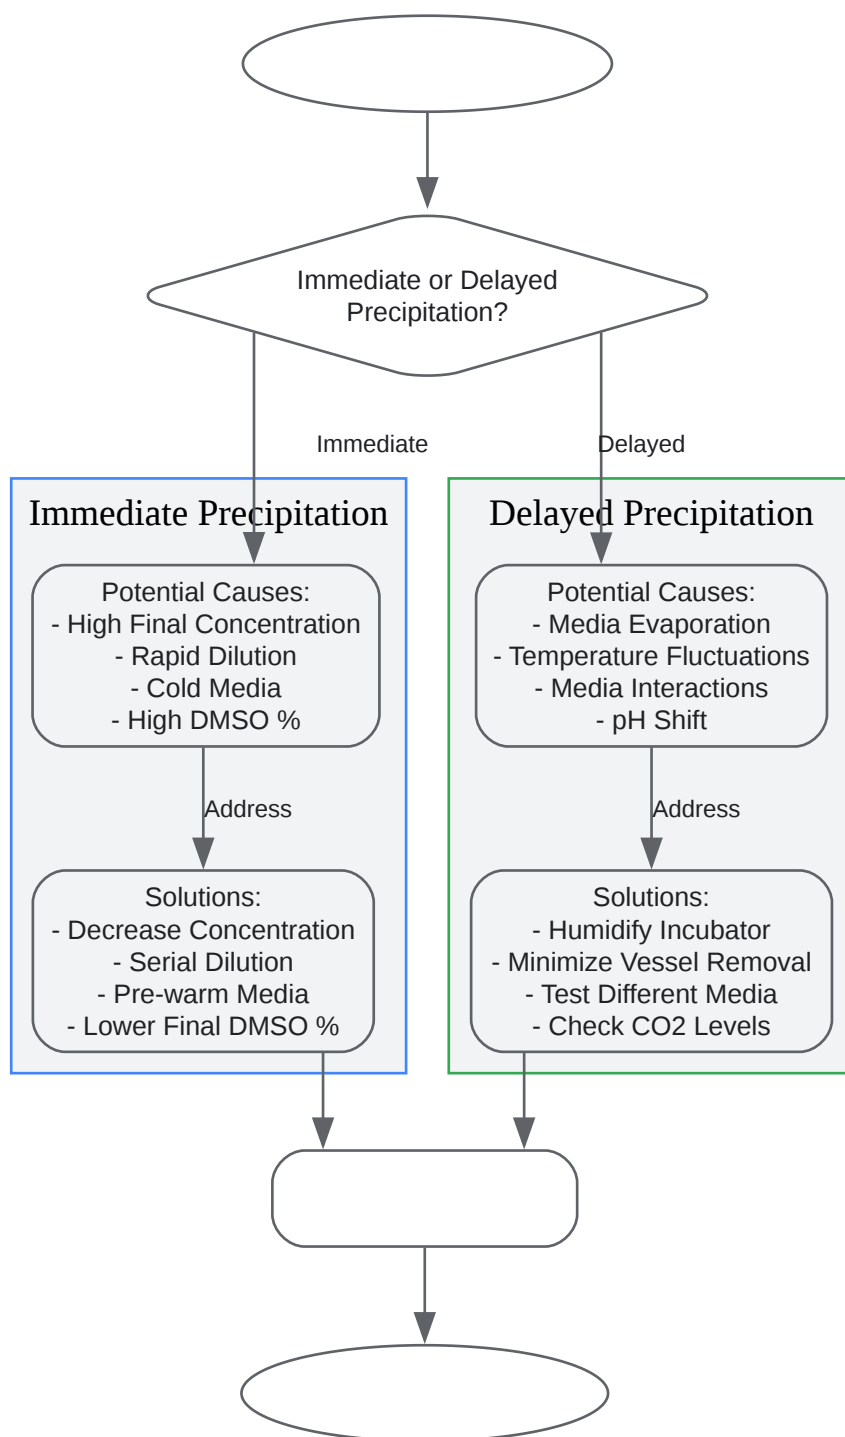 Immediate or Delayed
Precipitation?
Immediate
Delayed
Immediate Precipitation
Potential Causes:
- High Final Concentration
- Rapid Dilution
- Cold Media
- High DMSO %
Address
Solutions:
- Decrease Concentration
- Serial Dilution
- Pre-warm Media
- Lower Final DMSO %
Delayed Precipitation
Potential Causes:
- Media Evaporation
- Temperature Fluctuations
- Media Interactions
- pH Shift
Address
Solutions:
- Humidify Incubator
- Minimize Vessel Removal
- Test Different Media
- Check CO2 Levels